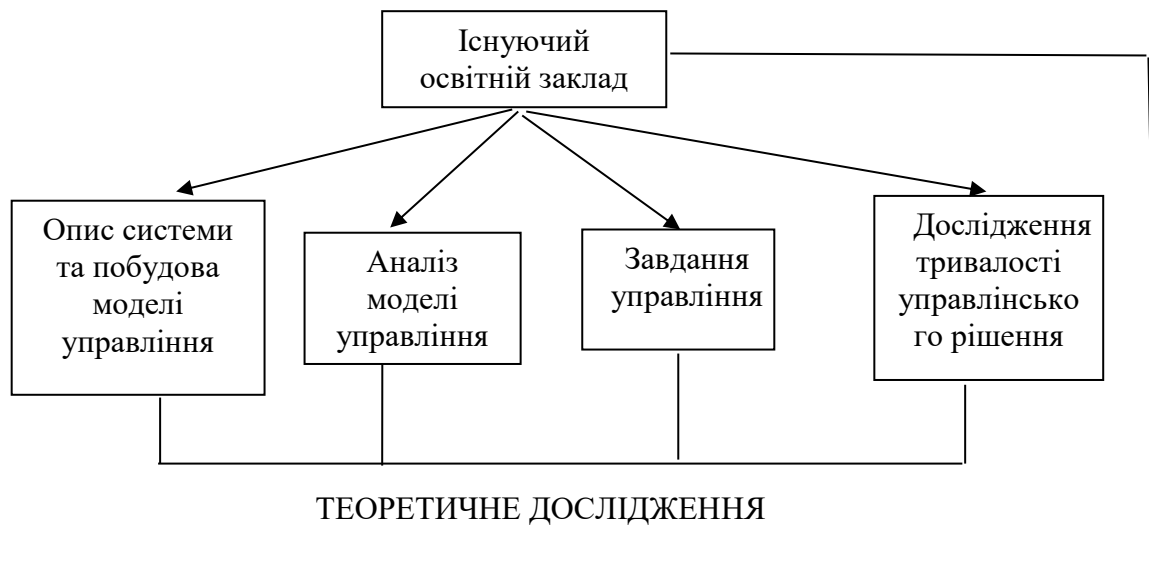 Існуючий
освітній заклад
Опис системи
та побудова
моделі
управління
Аналіз
моделі
управління
Завдання
управління
Дослідження
тривалості
управлінсько
го рішення
ТЕОРЕТИЧНЕ ДОСЛІДЖЕННЯ